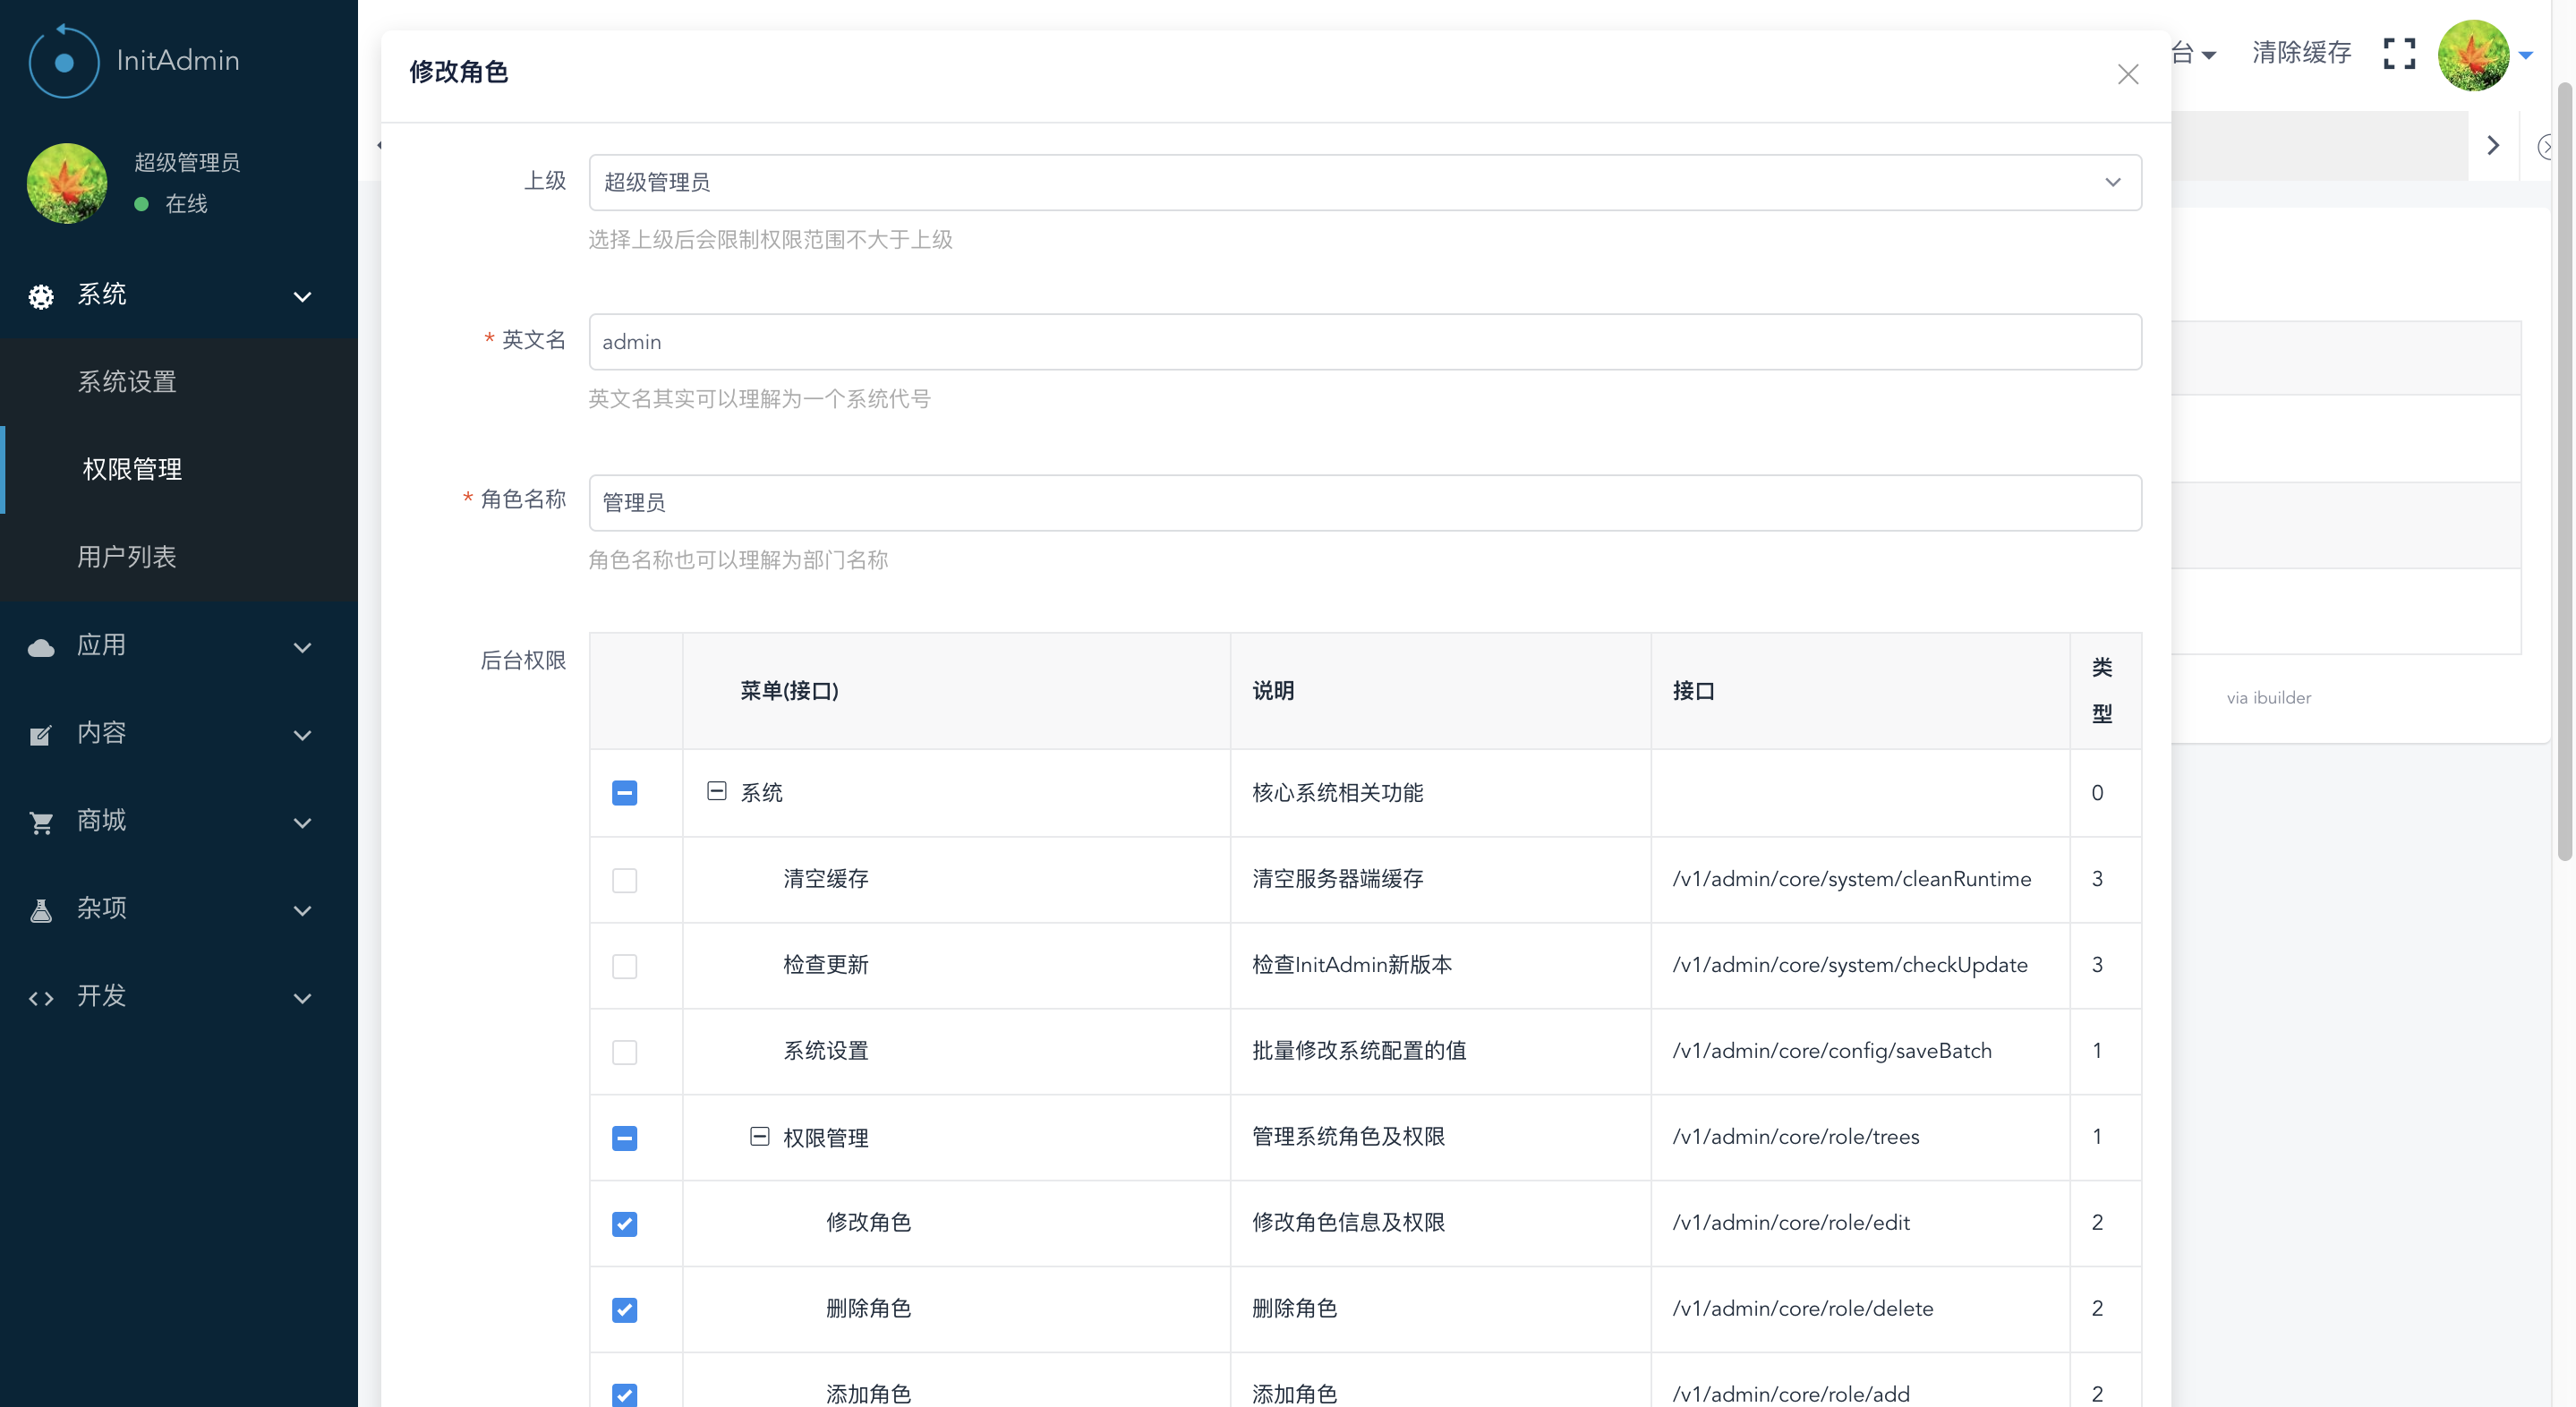 InitAdmin
超级管理员
在线
系统
系统设置
权限管理
用户列表
应用
内容
商城
杂项
开发
台
清除缓存
修改角色
上级
超级管理员
选择上级后会限制权限范围不大于上级
* 英文名
admin
英文名其实可以理解为一个系统代号
* 角色名称
管理员
角色名称也可以理解为部门名称
后台权限
菜单(接口) 说明 接口 类型
系统 核心系统相关功能 0
清空缓存 清空服务器端缓存 /v1/admin/core/system/cleanRuntime 3
检查更新 检查InitAdmin新版本 /v1/admin/core/system/checkUpdate 3
系统设置 批量修改系统配置的值 /v1/admin/core/config/saveBatch 1
权限管理 管理系统角色及权限 /v1/admin/core/role/trees 1
修改角色 修改角色信息及权限 /v1/admin/core/role/edit 2
删除角色 删除角色 /v1/admin/core/role/delete 2
添加角色 添加角色 /v1/admin/core/role/add 2
via ibuilder